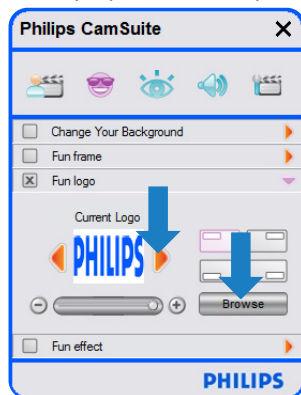 Philips CamSuite
Change Your Background
Fun frame
Fun logo
Current Logo
PHILIPS
Browse
Fun effect
PHILIPS